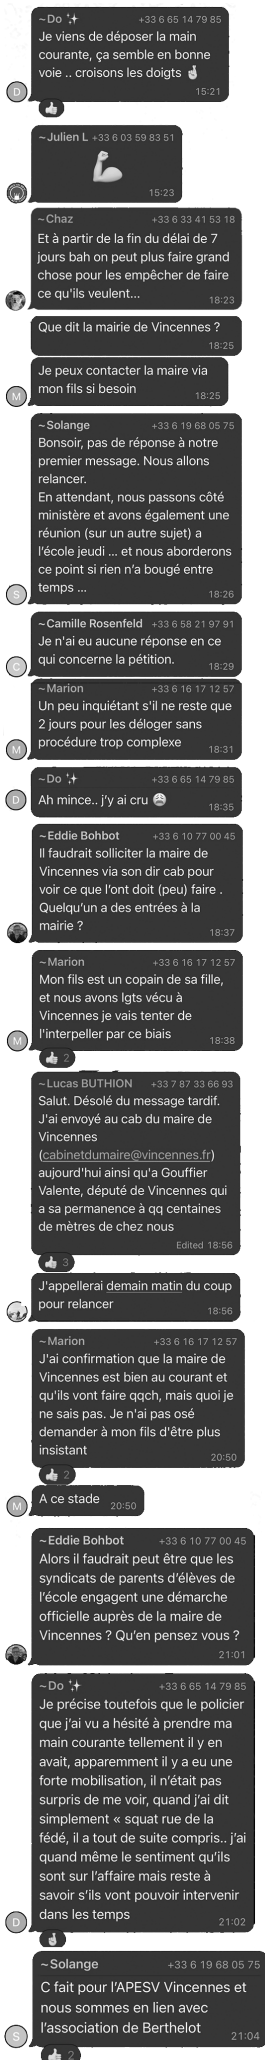 ~Do ✨ +33 6 65 14 79 85
Je viens de déposer la main
courante, ça semble en bonne
voie .. croisons les doigts 🤞
15:21
D
👍
~Julien L +33 6 03 59 83 51
💪
15:23
~Chaz +33 6 33 41 53 18
Et à partir de la fin du délai de 7
jours bah on peut plus faire grand
chose pour les empêcher de faire
ce qu'ils veulent...
18:23
Que dit la mairie de Vincennes ?
18:25
Je peux contacter la maire via
mon fils si besoin
18:25
M
~Solange +33 6 19 68 05 75
Bonsoir, pas de réponse à notre
premier message. Nous allons
relancer.
En attendant, nous passons côté
ministère et avons également une
réunion (sur un autre sujet) a
l'école jeudi ... et nous aborderons
ce point si rien n'a bougé entre
temps ...
18:26
S
~Camille Rosenfeld +33 6 58 21 97 91
Je n'ai eu aucune réponse en ce
qui concerne la pétition.
18:29
C
~Marion +33 6 16 17 12 57
Un peu inquiétant s'il ne reste que
2 jours pour les déloger sans
procédure trop complexe
18:31
M
~Do ✨ +33 6 65 14 79 85
Ah mince.. j'y ai cru 😩
18:35
D
~Eddie Bohbot +33 6 10 77 00 45
Il faudrait solliciter la maire de
Vincennes via son dir cab pour
voir ce que l'ont doit (peu) faire .
Quelqu'un a des entrées à la
mairie ?
18:37
~Marion +33 6 16 17 12 57
Mon fils est un copain de sa fille,
et nous avons lgts vécu à
Vincennes je vais tenter de
l'interpeller par ce biais
18:38
M
👍 2
~Lucas BUTHION +33 7 87 33 66 93
Salut. Désolé du message tardif.
J'ai envoyé au cab du maire de
Vincennes
(cabinetdumaire@vincennes.fr)
aujourd'hui ainsi qu'a Gouffier
Valente, député de Vincennes qui
a sa permanence à qq centaines
de mètres de chez nous
Edited 18:56
👍 3
J'appellerai demain matin du coup
pour relancer
18:56
~Marion +33 6 16 17 12 57
J'ai confirmation que la maire de
Vincennes est bien au courant et
qu'ils vont faire qqch, mais quoi je
ne sais pas. Je n'ai pas osé
demander à mon fils d'être plus
insistant
20:50
👍 2
A ce stade 20:50
M
~Eddie Bohbot +33 6 10 77 00 45
Alors il faudrait peut être que les
syndicats de parents d'élèves de
l'école engagent une démarche
officielle auprès de la maire de
Vincennes ? Qu'en pensez vous ?
21:01
~Do ✨ +33 6 65 14 79 85
Je précise toutefois que le policier
que j'ai vu a hésité à prendre ma
main courante tellement il y en
avait, apparemment il y a eu une
forte mobilisation, il n'était pas
surpris de me voir, quand j'ai dit
simplement « squat rue de la
fédé, il a tout de suite compris.. j'ai
quand même le sentiment qu'ils
sont sur l'affaire mais reste à
savoir s'ils vont pouvoir intervenir
dans les temps
21:02
D
🤞
~Solange +33 6 19 68 05 75
C fait pour l'APESV Vincennes et
nous sommes en lien avec
l'association de Berthelot
21:04
S
👍 2